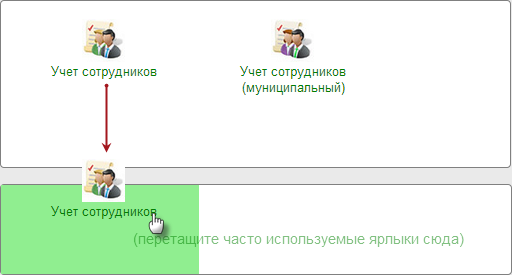 Учет сотрудников
Учет сотрудников
(муниципальный)
Учет сотрудников
(перетащите часто используемые ярлыки сюда)